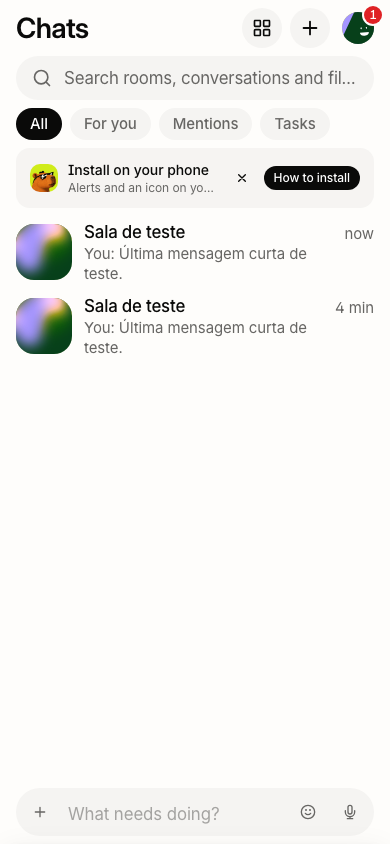 Chats
1
Search rooms, conversations and fil...
All
For you
Mentions
Tasks
Install on your phone
Alerts and an icon on yo...
How to install
Sala de teste
now
You: Última mensagem curta de
teste.
Sala de teste
4 min
You: Última mensagem curta de
teste.
What needs doing?